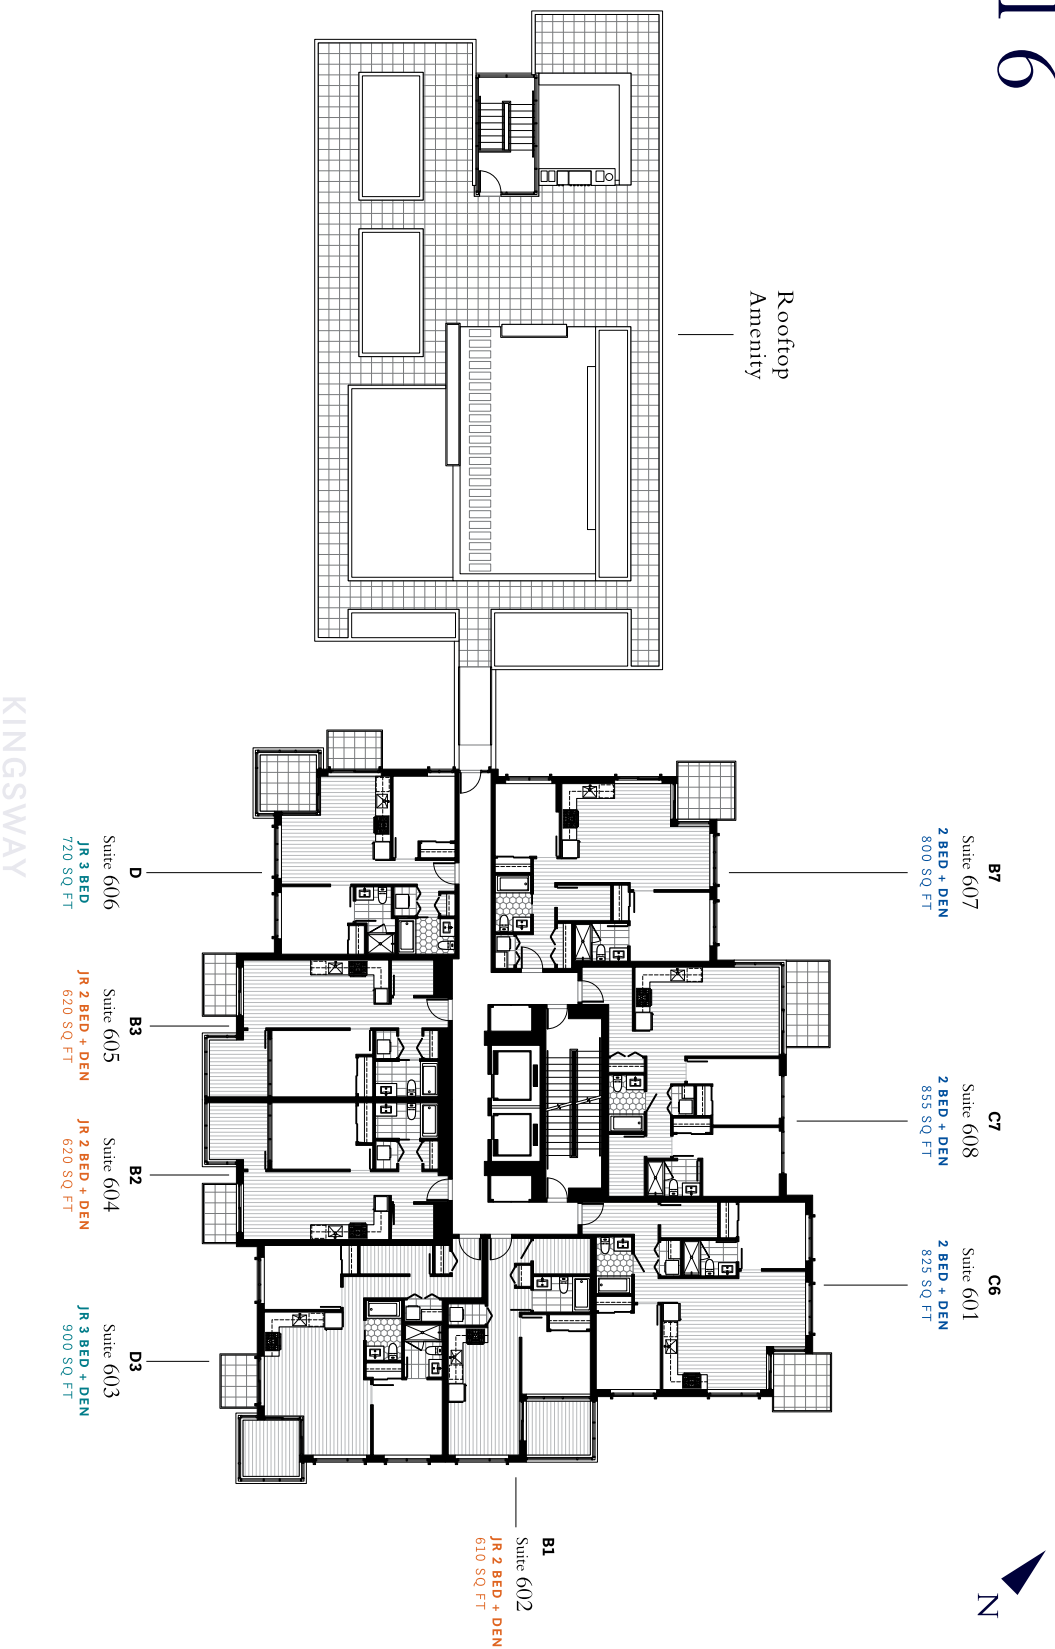 l 6
Rooftop
Amenity
B7
Suite 607
2 BED + DEN
800 SQ FT
C7
Suite 608
2 BED + DEN
855 SQ FT
C6
Suite 601
2 BED + DEN
825 SQ FT
D
Suite 606
JR 3 BED
720 SQ FT
B3
Suite 605
JR 2 BED + DEN
620 SQ FT
B2
Suite 604
JR 2 BED + DEN
620 SQ FT
D3
Suite 603
JR 3 BED + DEN
900 SQ FT
B1
Suite 602
JR 2 BED + DEN
610 SQ FT
KINGSWAY
N